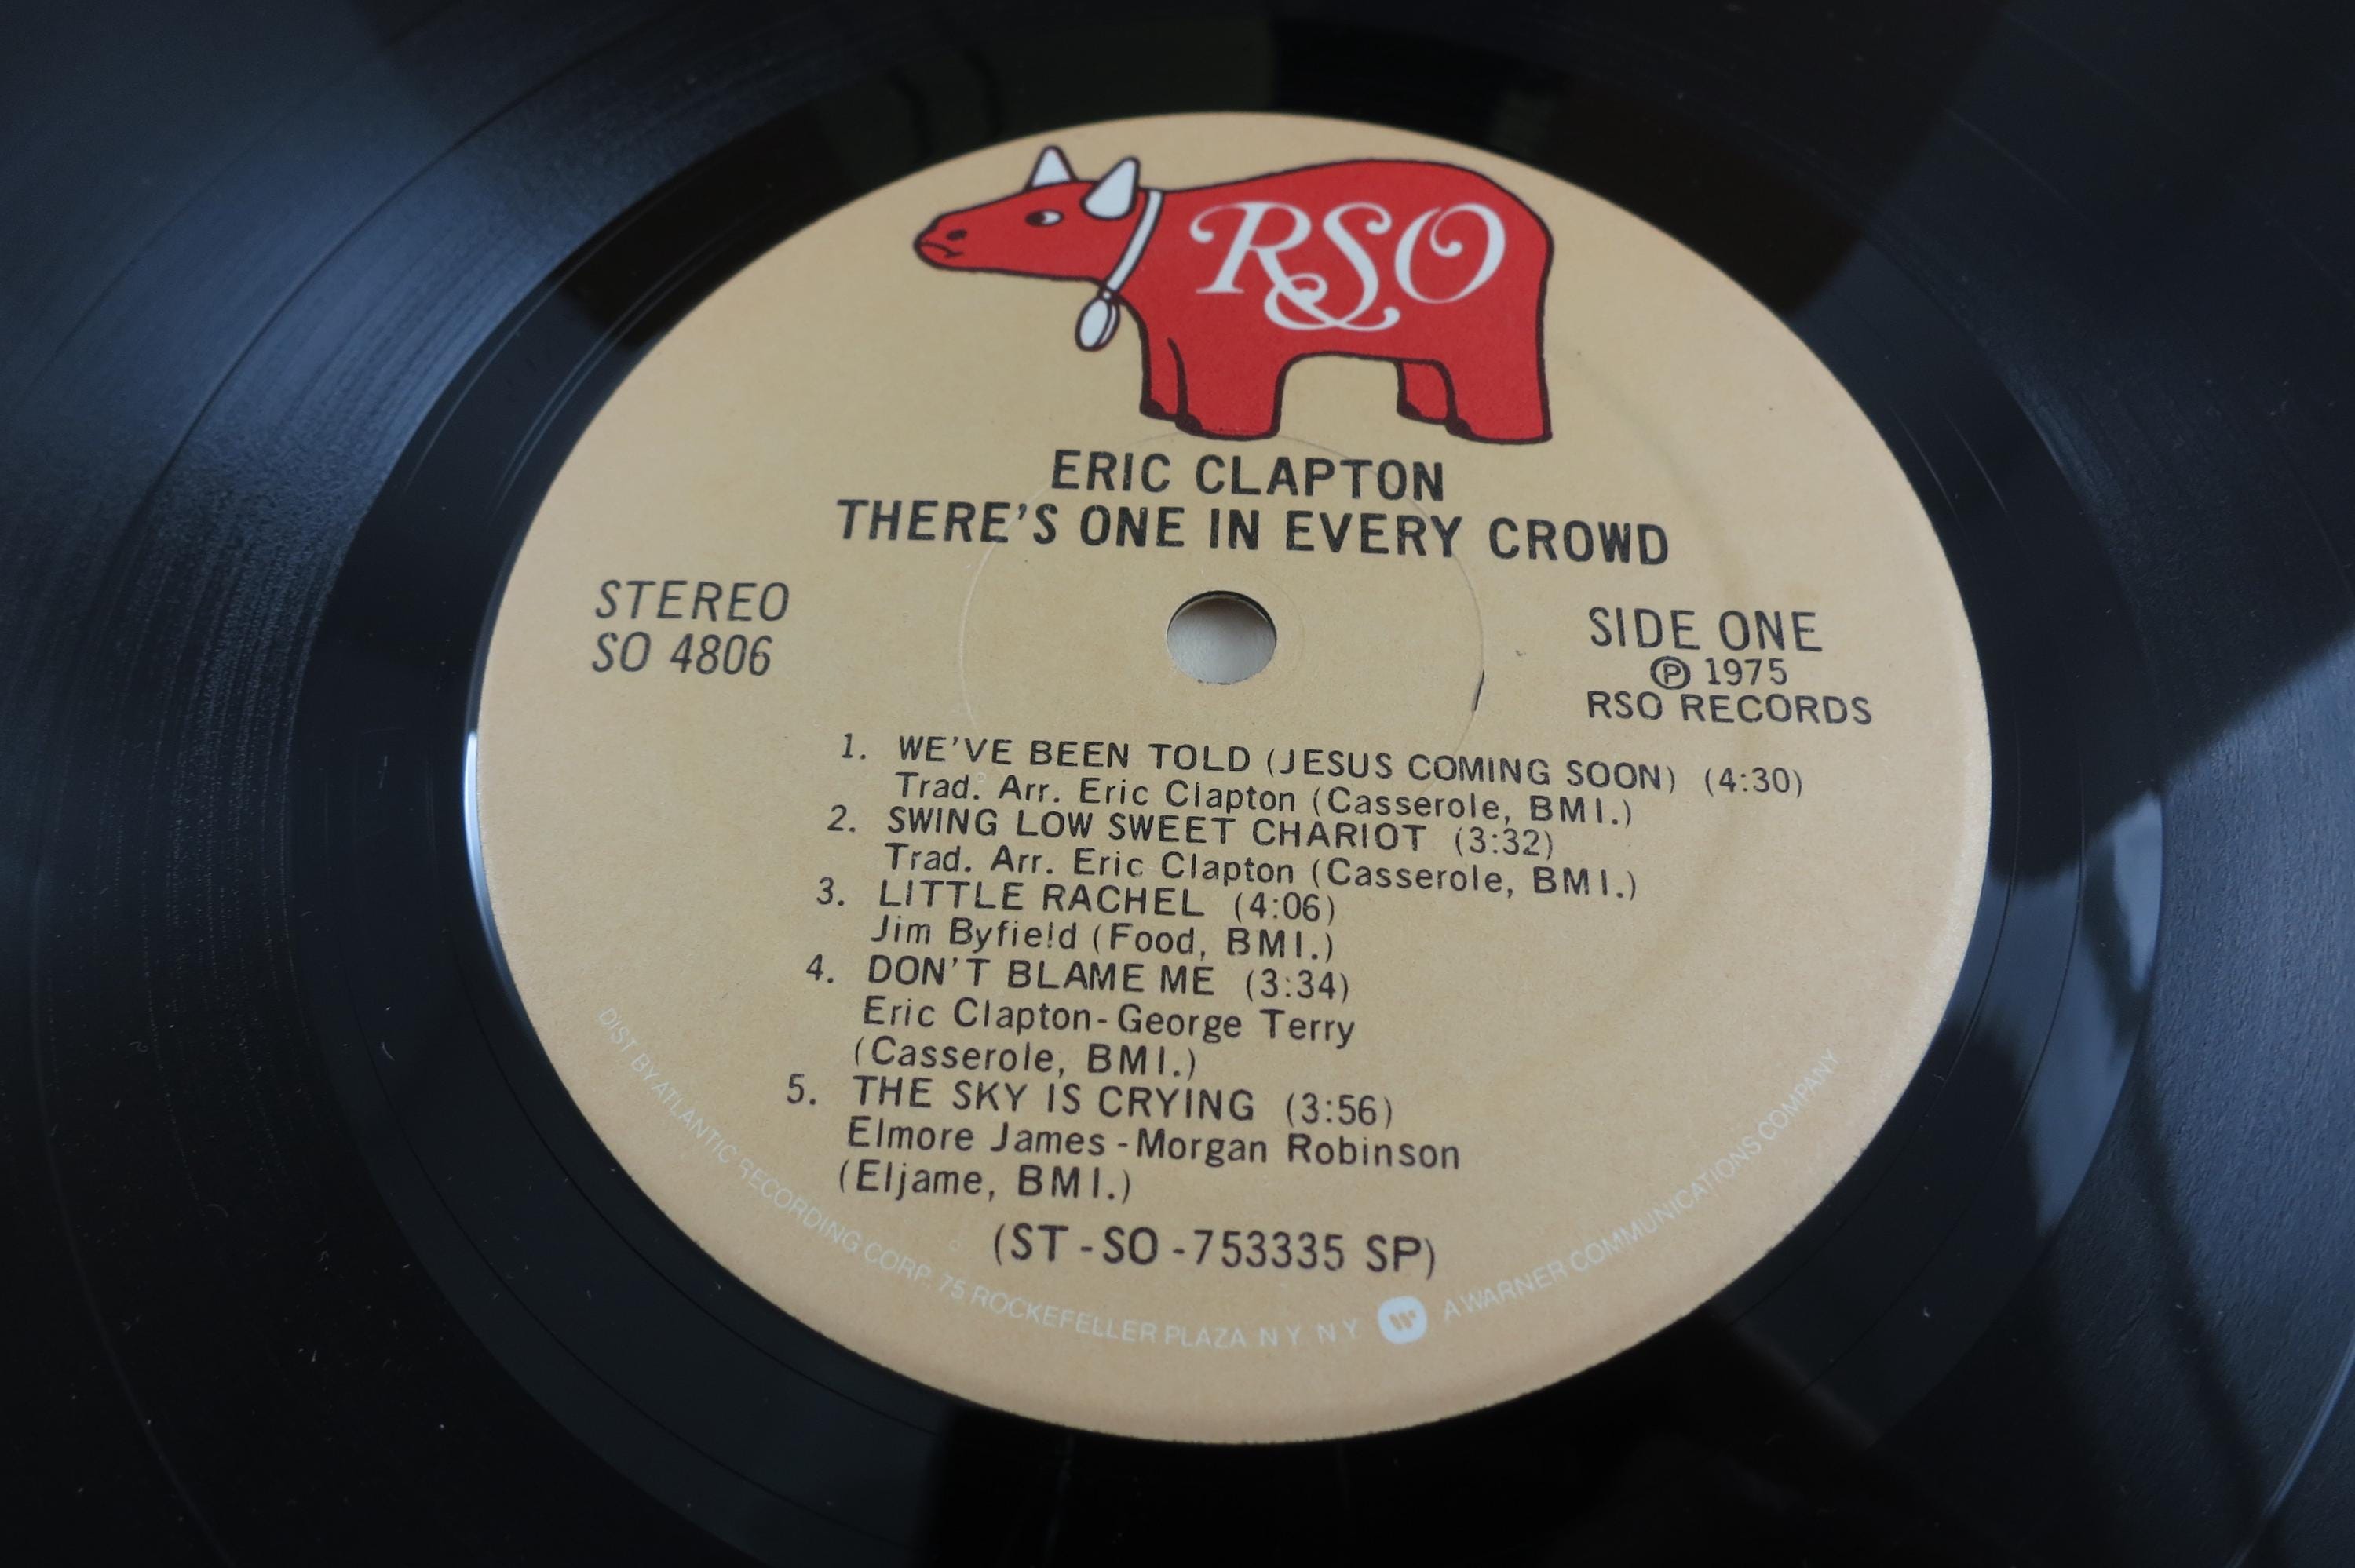 RSO
ERIC CLAPTON
THERE'S ONE IN EVERY CROWD
STEREO
SO 4806
SIDE ONE
Ⓟ 1975
RSO RECORDS
1. WE'VE BEEN TOLD (JESUS COMING SOON) (4:30)
Trad. Arr. Eric Clapton (Casserole, BMI.)
2. SWING LOW SWEET CHARIOT (3:32)
Trad. Arr. Eric Clapton (Casserole, BMI.)
3. LITTLE RACHEL (4:06)
Jim Byfield (Food, BMI.)
4. DON'T BLAME ME (3:34)
Eric Clapton-George Terry
(Casserole, BMI.)
5. THE SKY IS CRYING (3:56)
Elmore James-Morgan Robinson
(Eljame, BMI.)
(ST-SO-753335 SP)
DIST BY ATLANTIC RECORDING CORP. 75 ROCKEFELLER PLAZA N Y N Y W A WARNER COMMUNICATIONS COMPANY